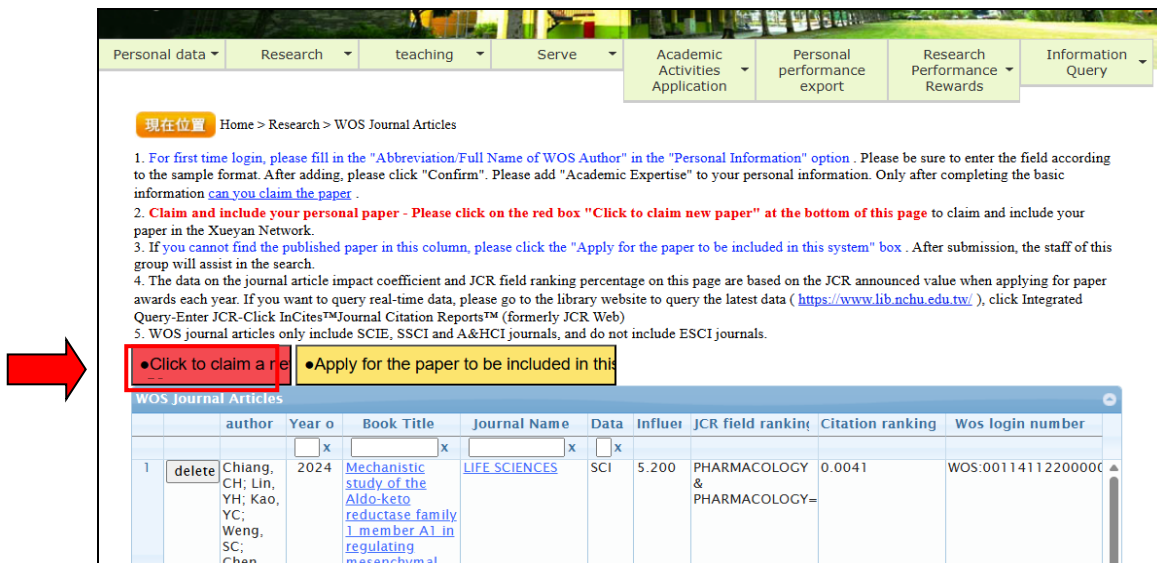 Personal data
Research
teaching
Serve
Academic
Activities
Application
Personal
performance
export
Research
Performance
Rewards
Information
Query
現在位置 Home > Research > WOS Journal Articles
1. For first time login, please fill in the "Abbreviation/Full Name of WOS Author" in the "Personal Information" option . Please be sure to enter the field according
to the sample format. After adding, please click "Confirm". Please add "Academic Expertise" to your personal information. Only after completing the basic
information can you claim the paper .
2. Claim and include your personal paper - Please click on the red box "Click to claim new paper" at the bottom of this page to claim and include your
paper in the Xueyan Network.
3. If you cannot find the published paper in this column, please click the "Apply for the paper to be included in this system" box . After submission, the staff of this
group will assist in the search.
4. The data on the journal article impact coefficient and JCR field ranking percentage on this page are based on the JCR announced value when applying for paper
awards each year. If you want to query real-time data, please go to the library website to query the latest data ( https://www.lib.nchu.edu.tw/ ), click Integrated
Query-Enter JCR-Click InCites™Journal Citation Reports™ (formerly JCR Web)
5. WOS journal articles only include SCIE, SSCI and A&HCI journals, and do not include ESCI journals.
●Click to claim a ne ●Apply for the paper to be included in this
WOS Journal Articles
author Year o Book Title Journal Name Data Influer JCR field ranking Citation ranking Wos login number
x x x x
1 delete Chiang, 2024 Mechanistic LIFE SCIENCES SCI 5.200 PHARMACOLOGY 0.0041 WOS:00114112200000
CH; Lin, study of the &
YH; Kao, Aldo-keto PHARMACOLOGY=
YC; reductase family
Weng, 1 member A1 in
SC; regulating
Chen mesenchymal